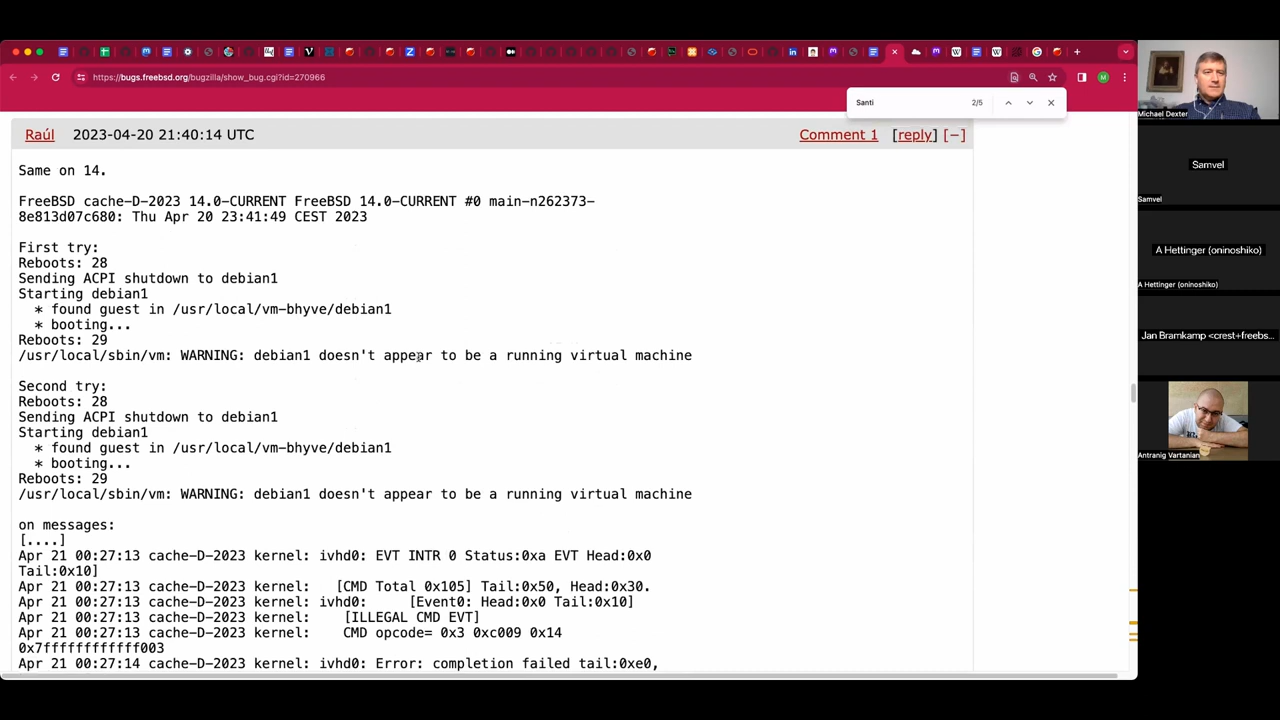 https://bugs.freebsd.org/bugzilla/show_bug.cgi?id=270966
Santi
2/5
Raúl 2023-04-20 21:40:14 UTC
Comment 1 [reply] [−]
Same on 14.
FreeBSD cache-D-2023 14.0-CURRENT FreeBSD 14.0-CURRENT #0 main-n262373-
8e813d07c680: Thu Apr 20 23:41:49 CEST 2023
First try:
Reboots: 28
Sending ACPI shutdown to debian1
Starting debian1
* found guest in /usr/local/vm-bhyve/debian1
* booting...
Reboots: 29
/usr/local/sbin/vm: WARNING: debian1 doesn't appear to be a running virtual machine
Second try:
Reboots: 28
Sending ACPI shutdown to debian1
Starting debian1
* found guest in /usr/local/vm-bhyve/debian1
* booting...
Reboots: 29
/usr/local/sbin/vm: WARNING: debian1 doesn't appear to be a running virtual machine
on messages:
[....]
Apr 21 00:27:13 cache-D-2023 kernel: ivhd0: EVT INTR 0 Status:0xa EVT Head:0x0
Tail:0x10]
Apr 21 00:27:13 cache-D-2023 kernel: [CMD Total 0x105] Tail:0x50, Head:0x30.
Apr 21 00:27:13 cache-D-2023 kernel: ivhd0: [Event0: Head:0x0 Tail:0x10]
Apr 21 00:27:13 cache-D-2023 kernel: [ILLEGAL CMD EVT]
Apr 21 00:27:13 cache-D-2023 kernel: CMD opcode= 0x3 0xc009 0x14
0x7ffffffffffff003
Apr 21 00:27:14 cache-D-2023 kernel: ivhd0: Error: completion failed tail:0xe0,
M
Michael Dexter
Samvel
Samvel
A Hettinger (oninoshiko)
A Hettinger (oninoshiko)
Jan Bramkamp <crest+freebs...
Antranig Vartanian